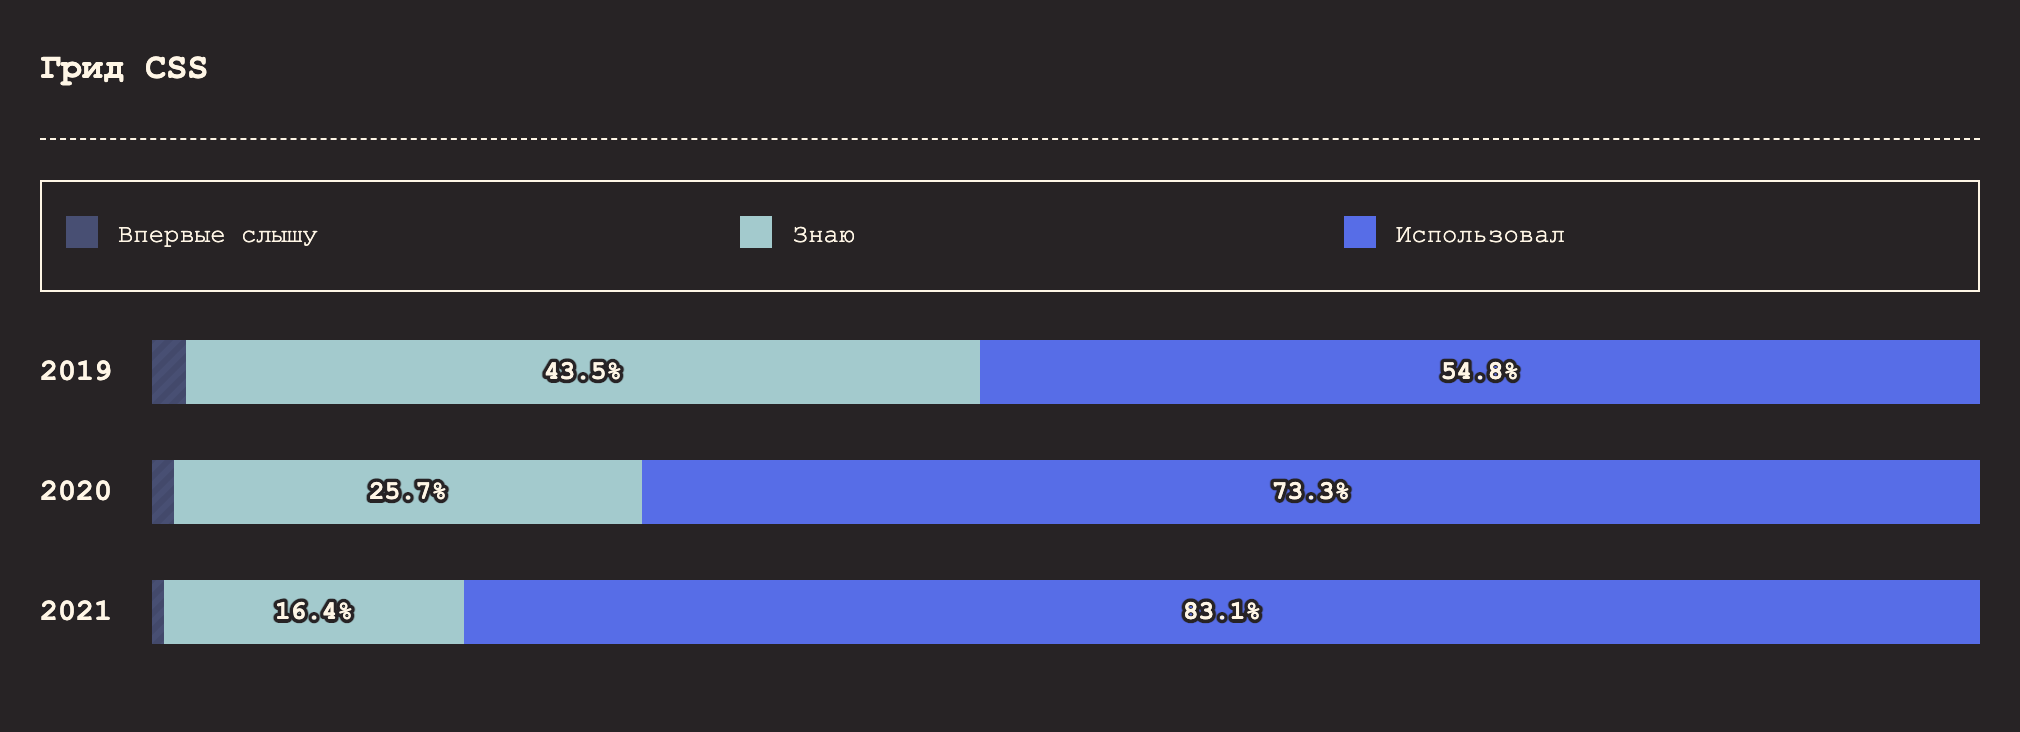 Грид CSS
Впервые слышу Знаю Использовал
2019 43.5% 54.8%
2020 25.7% 73.3%
2021 16.4% 83.1%